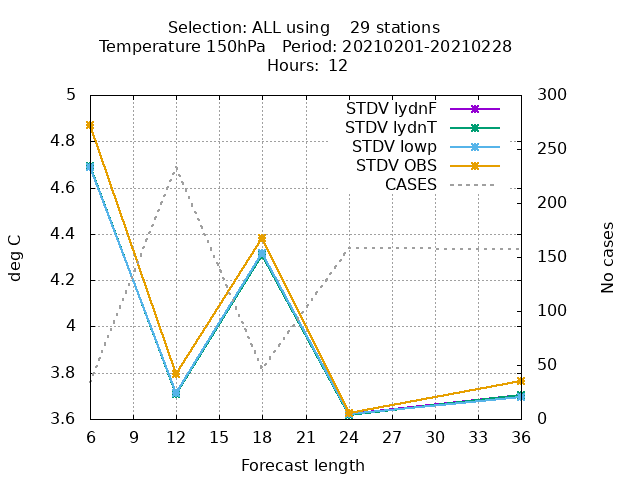 Selection: ALL using    29 stations
Temperature 150hPa   Period: 20210201-20210228
Hours:  12
5
4.8
4.6
4.4
4.2
4
3.8
3.6
deg C
300
250
200
150
100
50
0
No cases
STDV lydnF
STDV lydnT
STDV lowp
STDV OBS
CASES
6 9 12 15 18 21 24 27 30 33 36
Forecast length